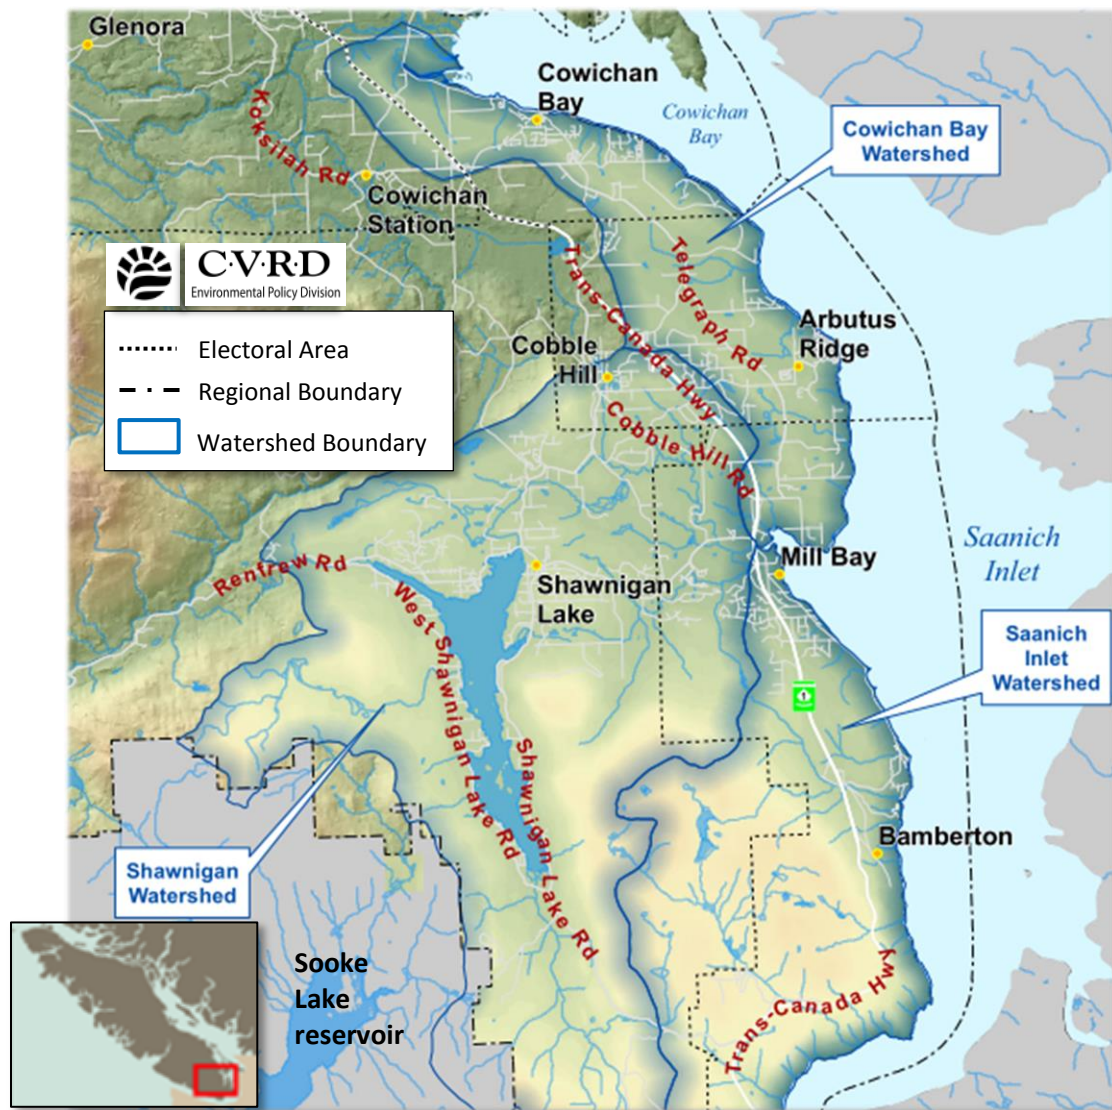 Glenora
Cowichan
Bay
Cowichan
Bay
Cowichan Bay
Watershed
Koksilah Rd
Cowichan
Station
C·V·R·D
Environmental Policy Division
Electoral Area
Regional Boundary
Watershed Boundary
Trans-Canada Hwy
Telegraph Rd
Arbutus
Ridge
Cobble
Hill
Cobble Hill Rd
Saanich
Inlet
Mill Bay
Renfrew Rd
Shawnigan
Lake
West Shawnigan Lake Rd
Saanich
Inlet
Watershed
1
Shawnigan Lake Rd
Bamberton
Shawnigan
Watershed
Sooke
Lake
reservoir
Trans-Canada Hwy